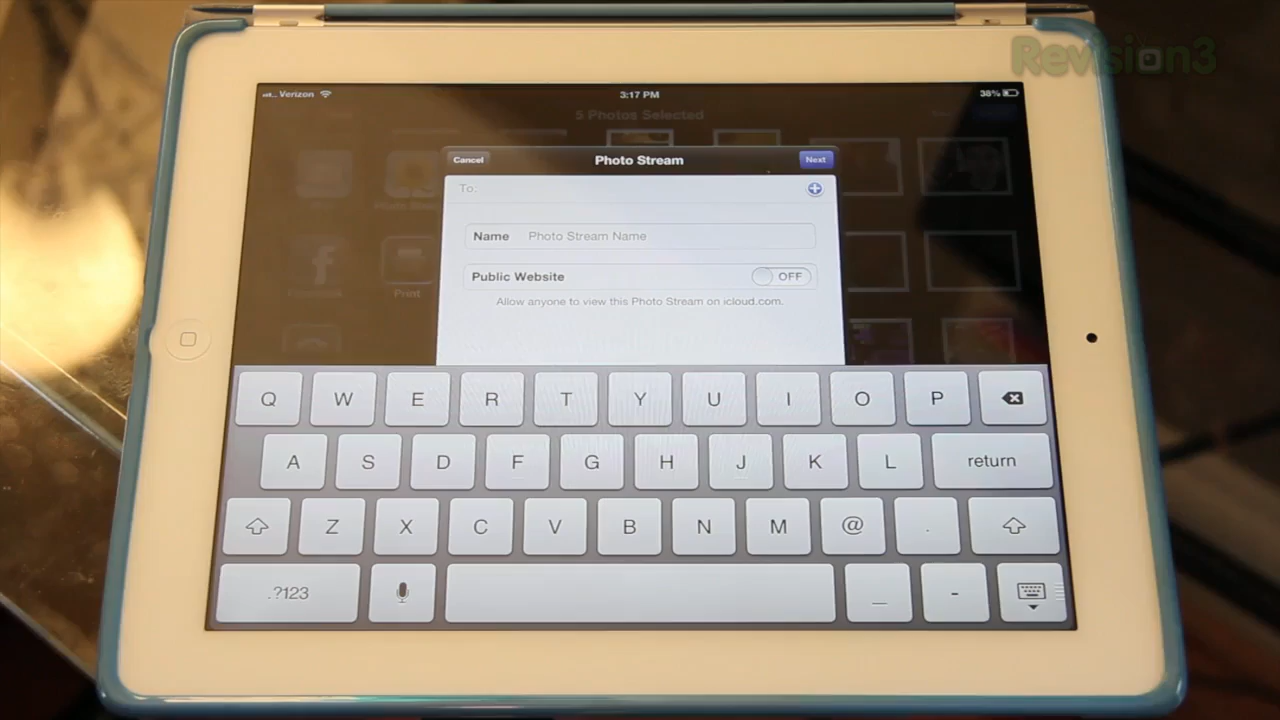 Revision3
Verizon 3:17 PM 38%
5 Photos Selected
Cancel Photo Stream Next
To:
Name Photo Stream Name
Public Website OFF
Allow anyone to view this Photo Stream on icloud.com.
Print
Q W E R T Y U I O P
A S D F G H J K L return
Z X C V B N M @ .
.?123 _ -